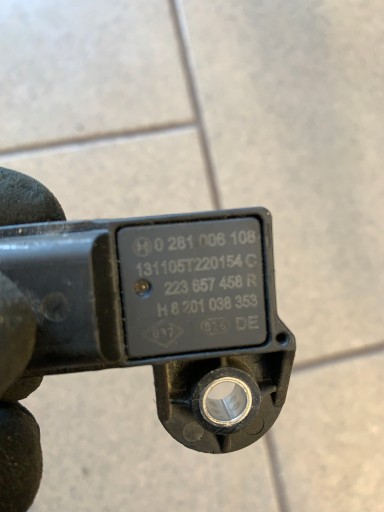 0 281 006 108
131105T220154 C
223 657 458 R
H 8 201 038 353
DE